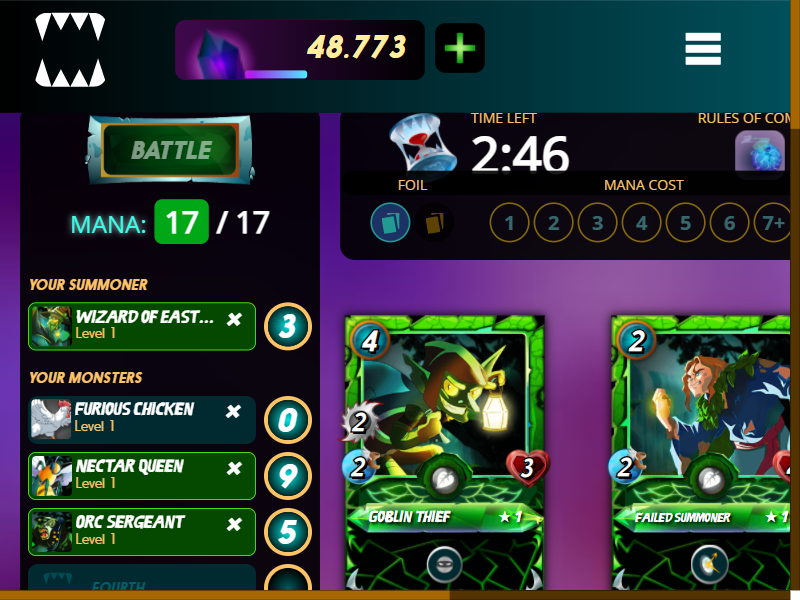 48.773
BATTLE
TIME LEFT
RULES OF COM
2:46
FOIL
MANA COST
MANA: 17 / 17
1 2 3 4 5 6 7+
YOUR SUMMONER
WIZARD OF EAST...
Level 1
3
YOUR MONSTERS
FURIOUS CHICKEN
Level 1
0
NECTAR QUEEN
Level 1
9
ORC SERGEANT
Level 1
5
FOURTH
4
2
2
3
GOBLIN THIEF
★ 1
2
2
FAILED SUMMONER
★ 1